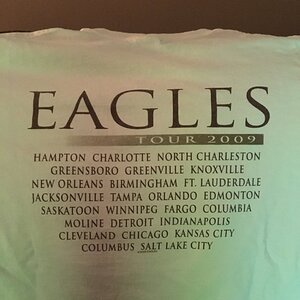 EAGLES
TOUR 2009
HAMPTON CHARLOTTE NORTH CHARLESTON
GREENSBORO GREENVILLE KNOXVILLE
NEW ORLEANS BIRMINGHAM FT. LAUDERDALE
JACKSONVILLE TAMPA ORLANDO EDMONTON
SASKATOON WINNIPEG FARGO COLUMBIA
MOLINE DETROIT INDIANAPOLIS
CLEVELAND CHICAGO KANSAS CITY
COLUMBUS SALT LAKE CITY